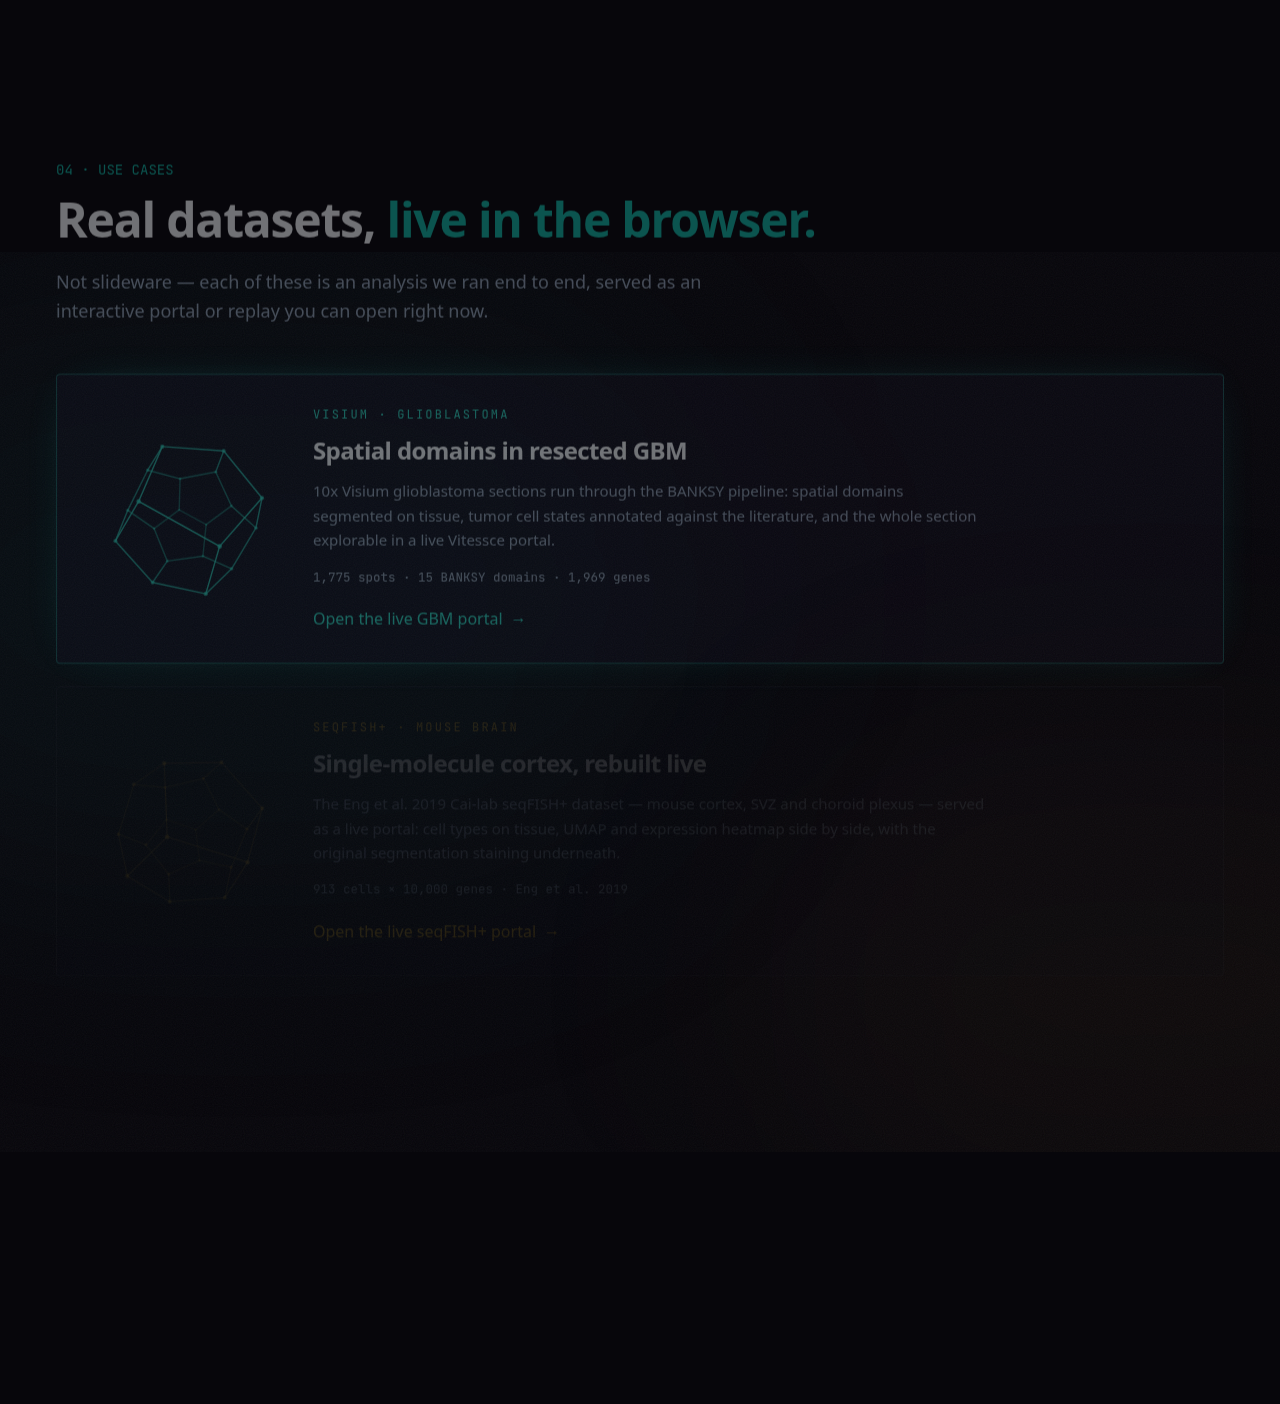 04 · USE CASES
Real datasets, live in the browser.
Not slideware — each of these is an analysis we ran end to end, served as an
interactive portal or replay you can open right now.
VISIUM · GLIOBLASTOMA
Spatial domains in resected GBM
10x Visium glioblastoma sections run through the BANKSY pipeline: spatial domains
segmented on tissue, tumor cell states annotated against the literature, and the whole section
explorable in a live Vitessce portal.
1,775 spots · 15 BANKSY domains · 1,969 genes
Open the live GBM portal →
SEQFISH+ · MOUSE BRAIN
Single-molecule cortex, rebuilt live
The Eng et al. 2019 Cai-lab seqFISH+ dataset — mouse cortex, SVZ and choroid plexus — served
as a live portal: cell types on tissue, UMAP and expression heatmap side by side, with the
original segmentation staining underneath.
913 cells × 10,000 genes · Eng et al. 2019
Open the live seqFISH+ portal →